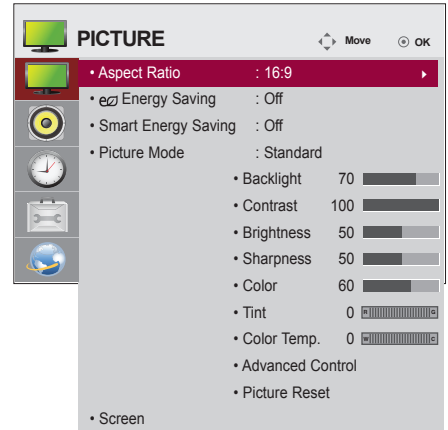 PICTURE Move OK
• Aspect Ratio : 16:9
• Energy Saving : Off
• Smart Energy Saving : Off
• Picture Mode : Standard
• Backlight 70
• Contrast 100
• Brightness 50
• Sharpness 50
• Color 60
• Tint 0 R G
• Color Temp. 0 W C
• Advanced Control
• Picture Reset
• Screen